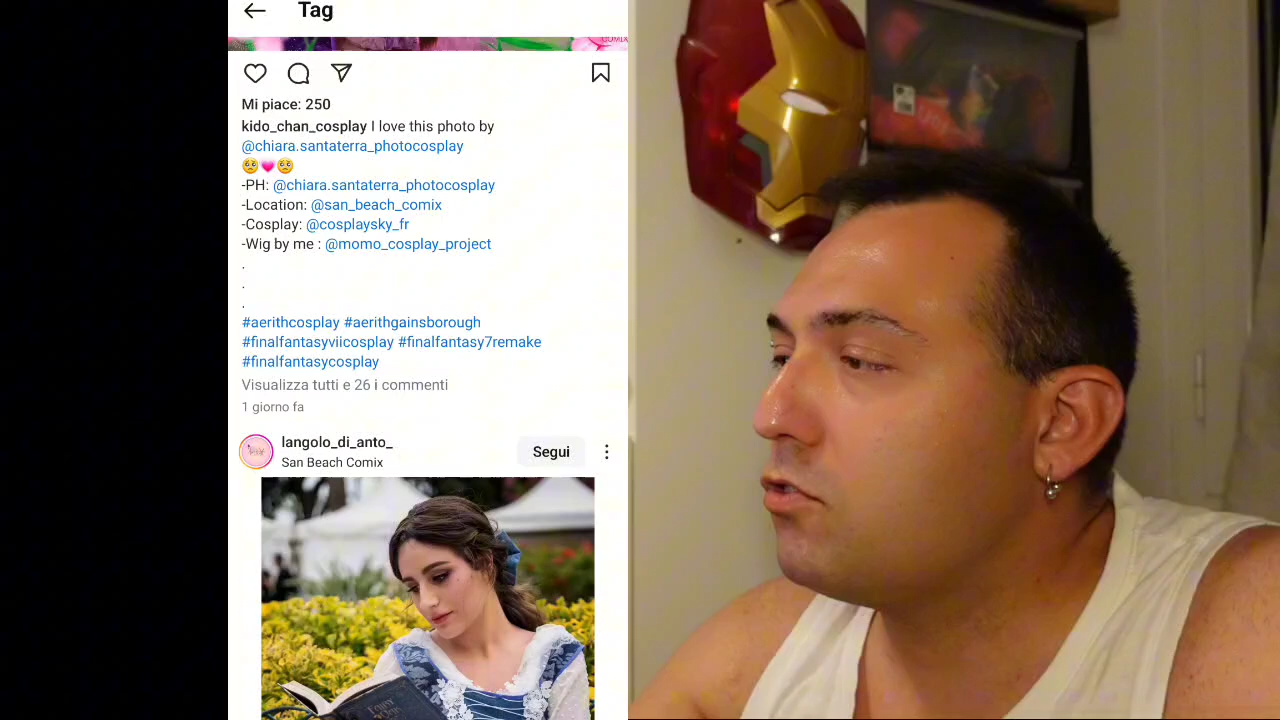 Tag
COMIX
Mi piace: 250
kido_chan_cosplay I love this photo by
@chiara.santaterra_photocosplay
🥺💗🥺
-PH: @chiara.santaterra_photocosplay
-Location: @san_beach_comix
-Cosplay: @cosplaysky_fr
-Wig by me : @momo_cosplay_project
.
.
.
#aerithcosplay #aerithgainsborough
#finalfantasyviicosplay #finalfantasy7remake
#finalfantasycosplay
Visualizza tutti e 26 i commenti
1 giorno fa
langolo_di_anto_
Segui
San Beach Comix